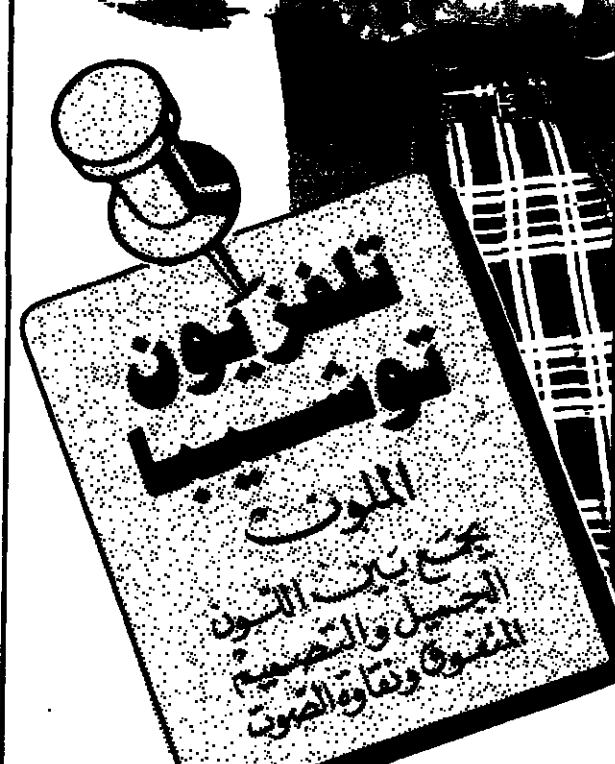 تلفزيون
توشيبا
الملون
يجمع بين اللون
الجميل والتصميم
المتفوق ونقاوة الصوت